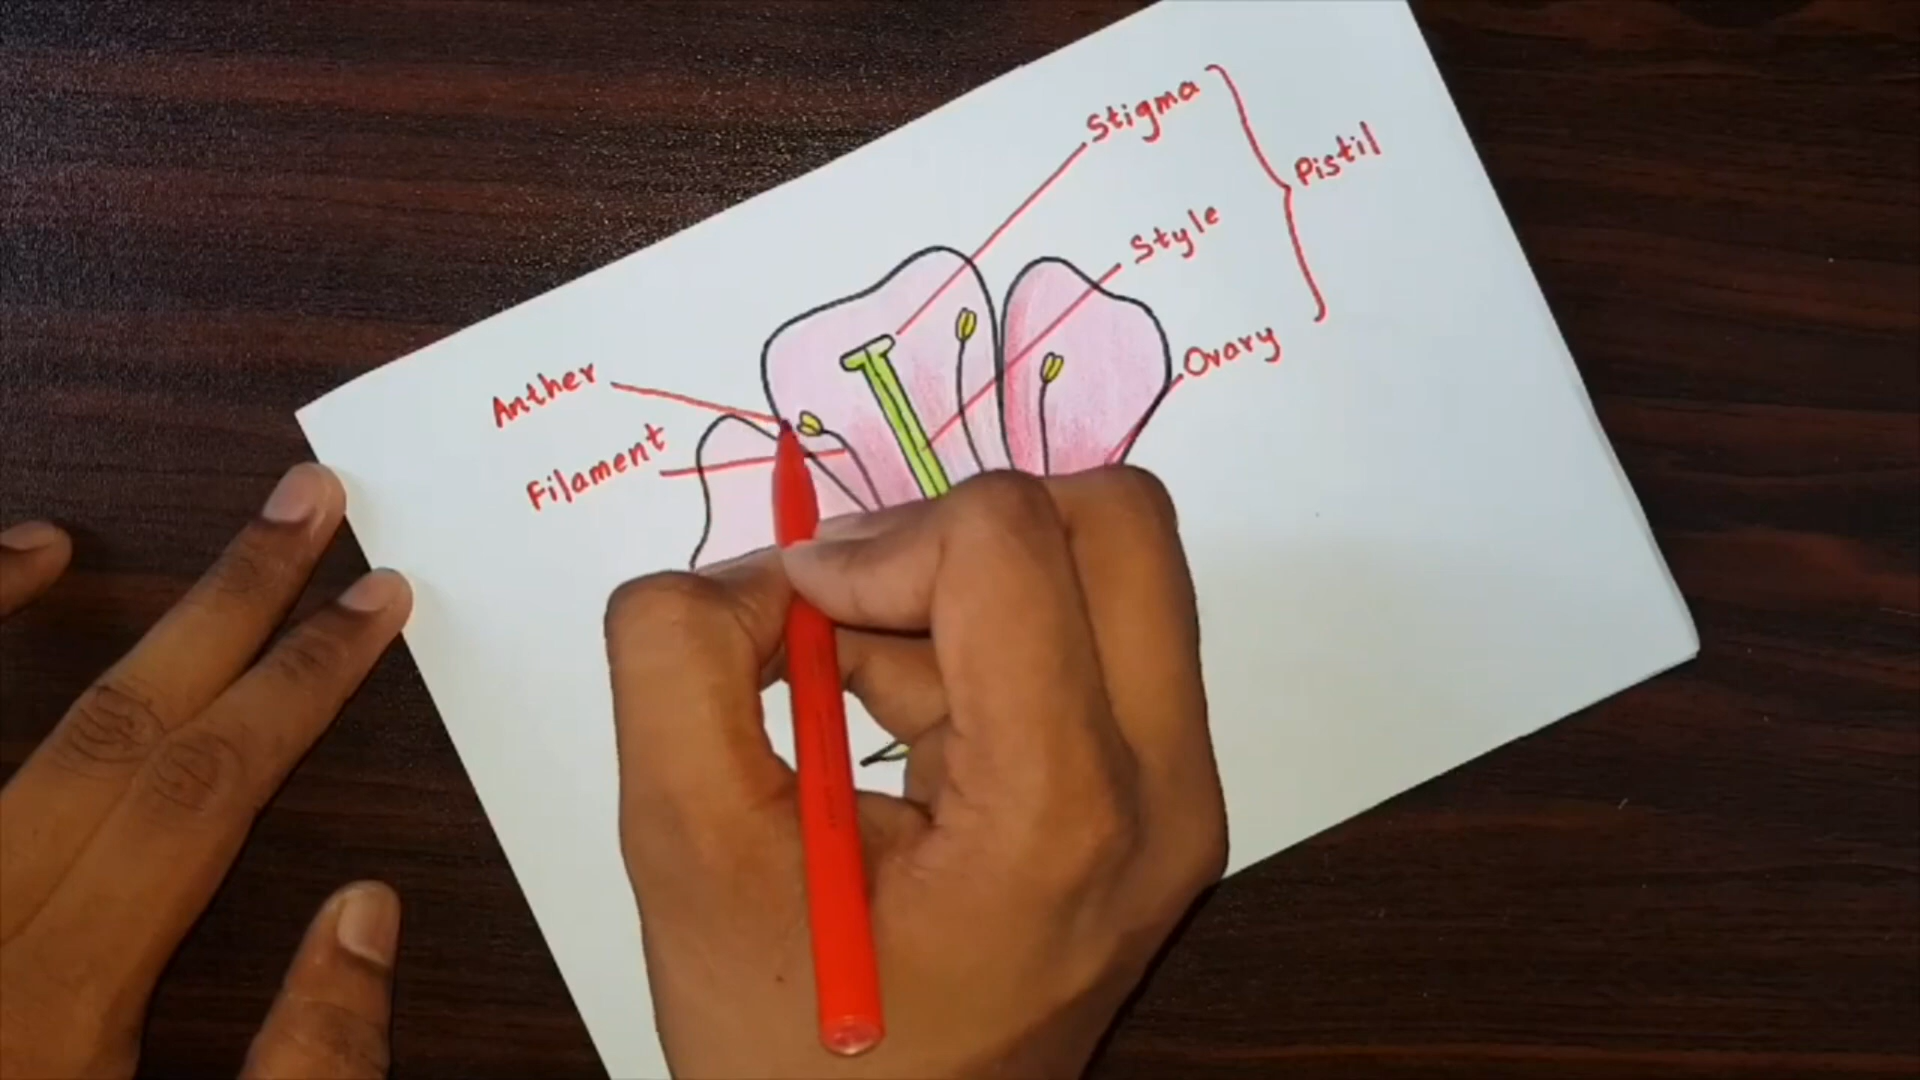 Stigma
Pistil
Style
Ovary
Anther
Filament